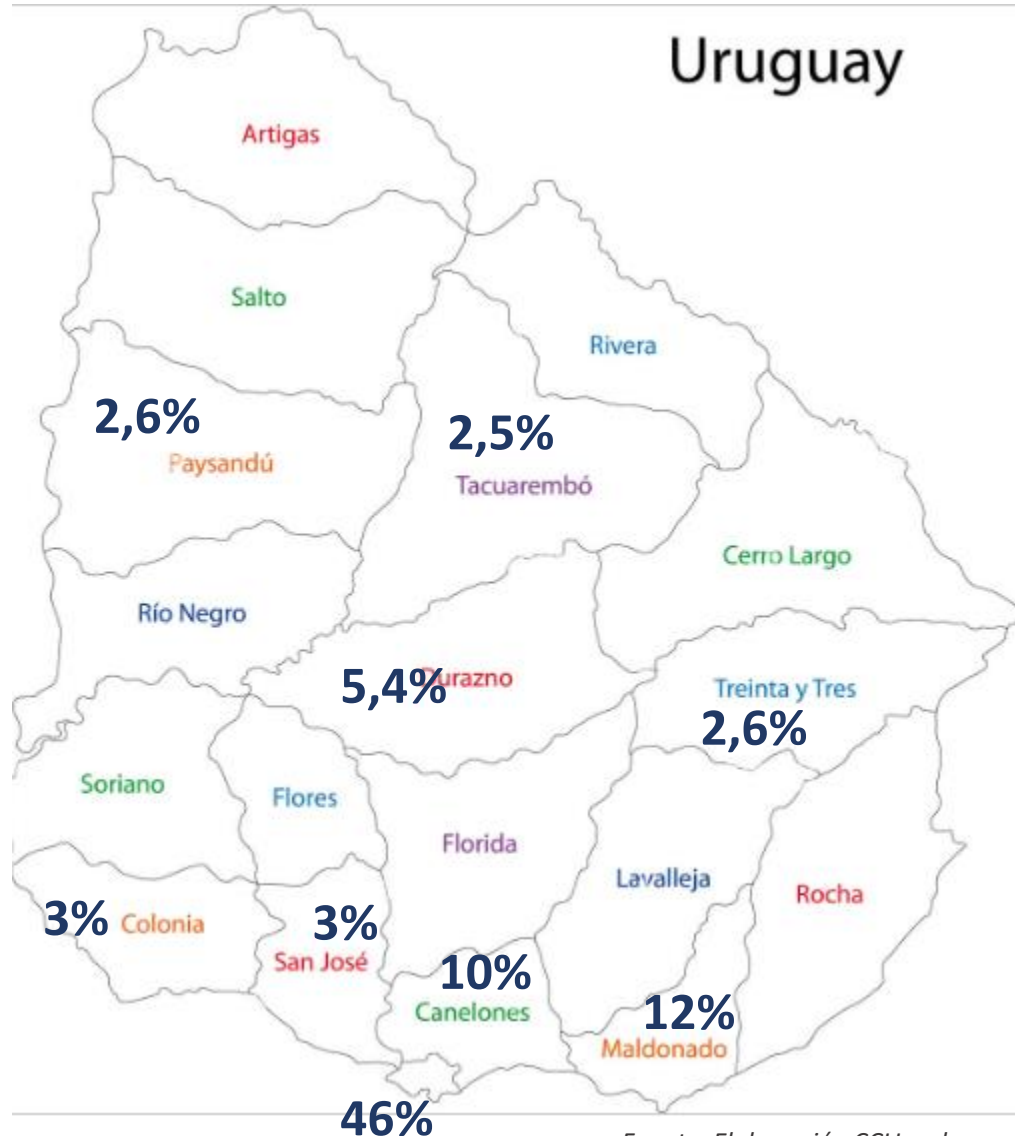 Uruguay
Artigas
Salto
Rivera
2,6%
Paysandú
2,5%
Tacuarembó
Cerro Largo
Río Negro
5,4%
Durazno
Treinta y Tres
2,6%
Soriano
Flores
Florida
Lavalleja
Rocha
3%
Colonia
3%
San José
10%
Canelones
12%
Maldonado
46%